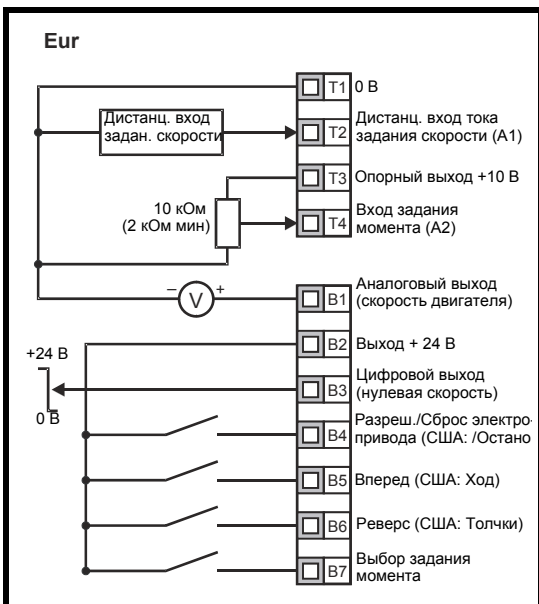 Eur
T1 0 В
Дистанц. вход
задан. скорости
T2 Дистанц. вход тока
задания скорости (A1)
T3 Опорный выход +10 В
10 кОм
(2 кОм мин)
T4 Вход задания
момента (A2)
– V +
B1 Аналоговый выход
(скорость двигателя)
B2 Выход + 24 В
+24 В
0 В
B3 Цифровой выход
(нулевая скорость)
B4 Разреш./Сброс электро
привода (США: /Остано
B5 Вперед (США: Ход)
B6 Реверс (США: Толчки)
B7 Выбор задания
момента